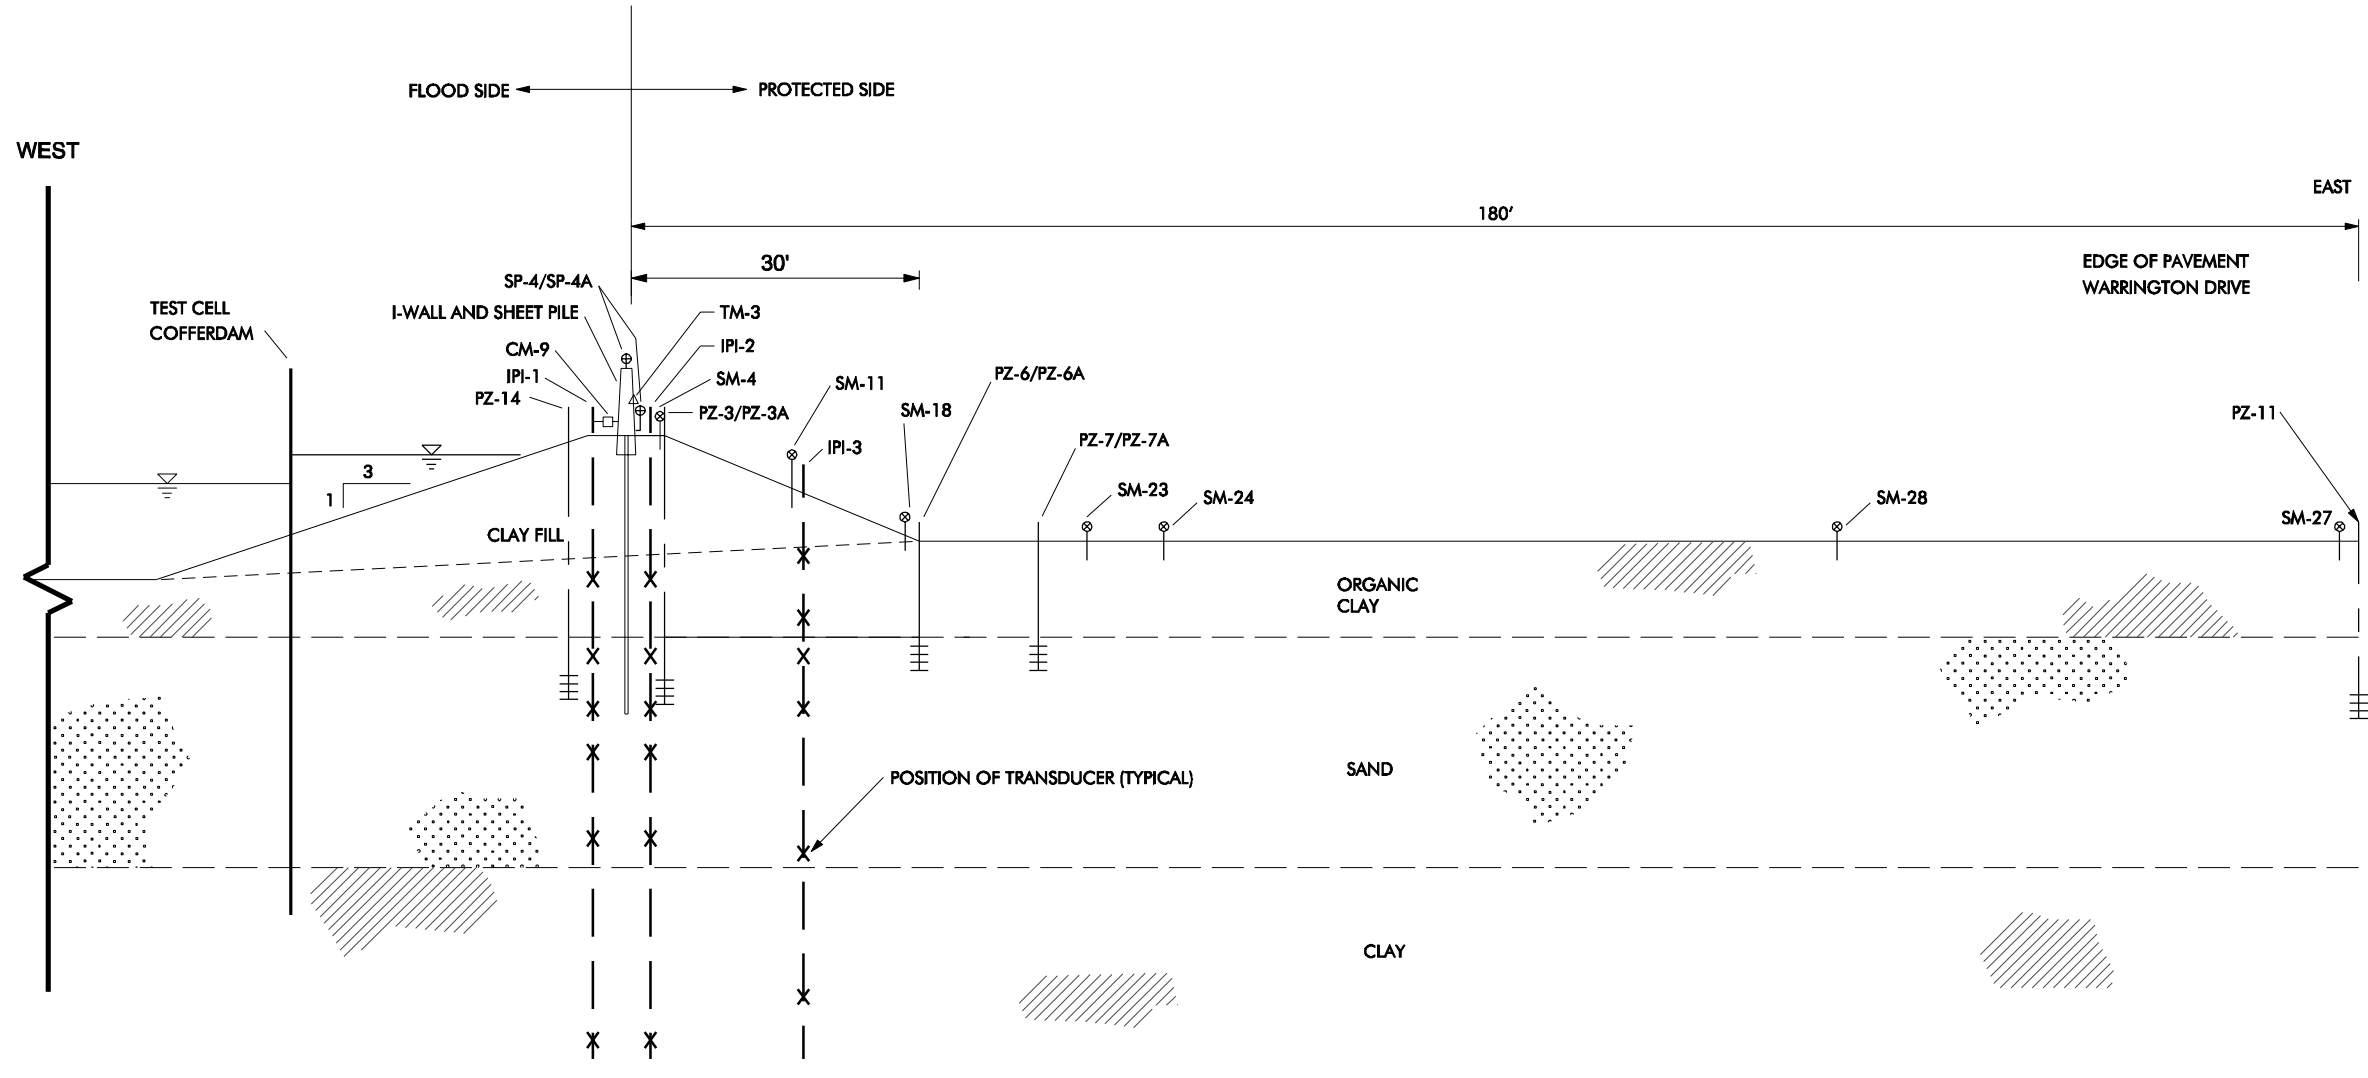 FLOOD SIDE
PROTECTED SIDE
WEST
EAST
180'
30'
EDGE OF PAVEMENT
WARRINGTON DRIVE
SP-4/SP-4A
TEST CELL
COFFERDAM
I-WALL AND SHEET PILE
TM-3
CM-9
IPI-2
IPI-1
SM-4
PZ-14
PZ-3/PZ-3A
SM-11
PZ-6/PZ-6A
SM-18
PZ-11
IPI-3
PZ-7/PZ-7A
3
1
SM-23
SM-24
SM-28
SM-27
CLAY FILL
ORGANIC
CLAY
SAND
POSITION OF TRANSDUCER (TYPICAL)
CLAY